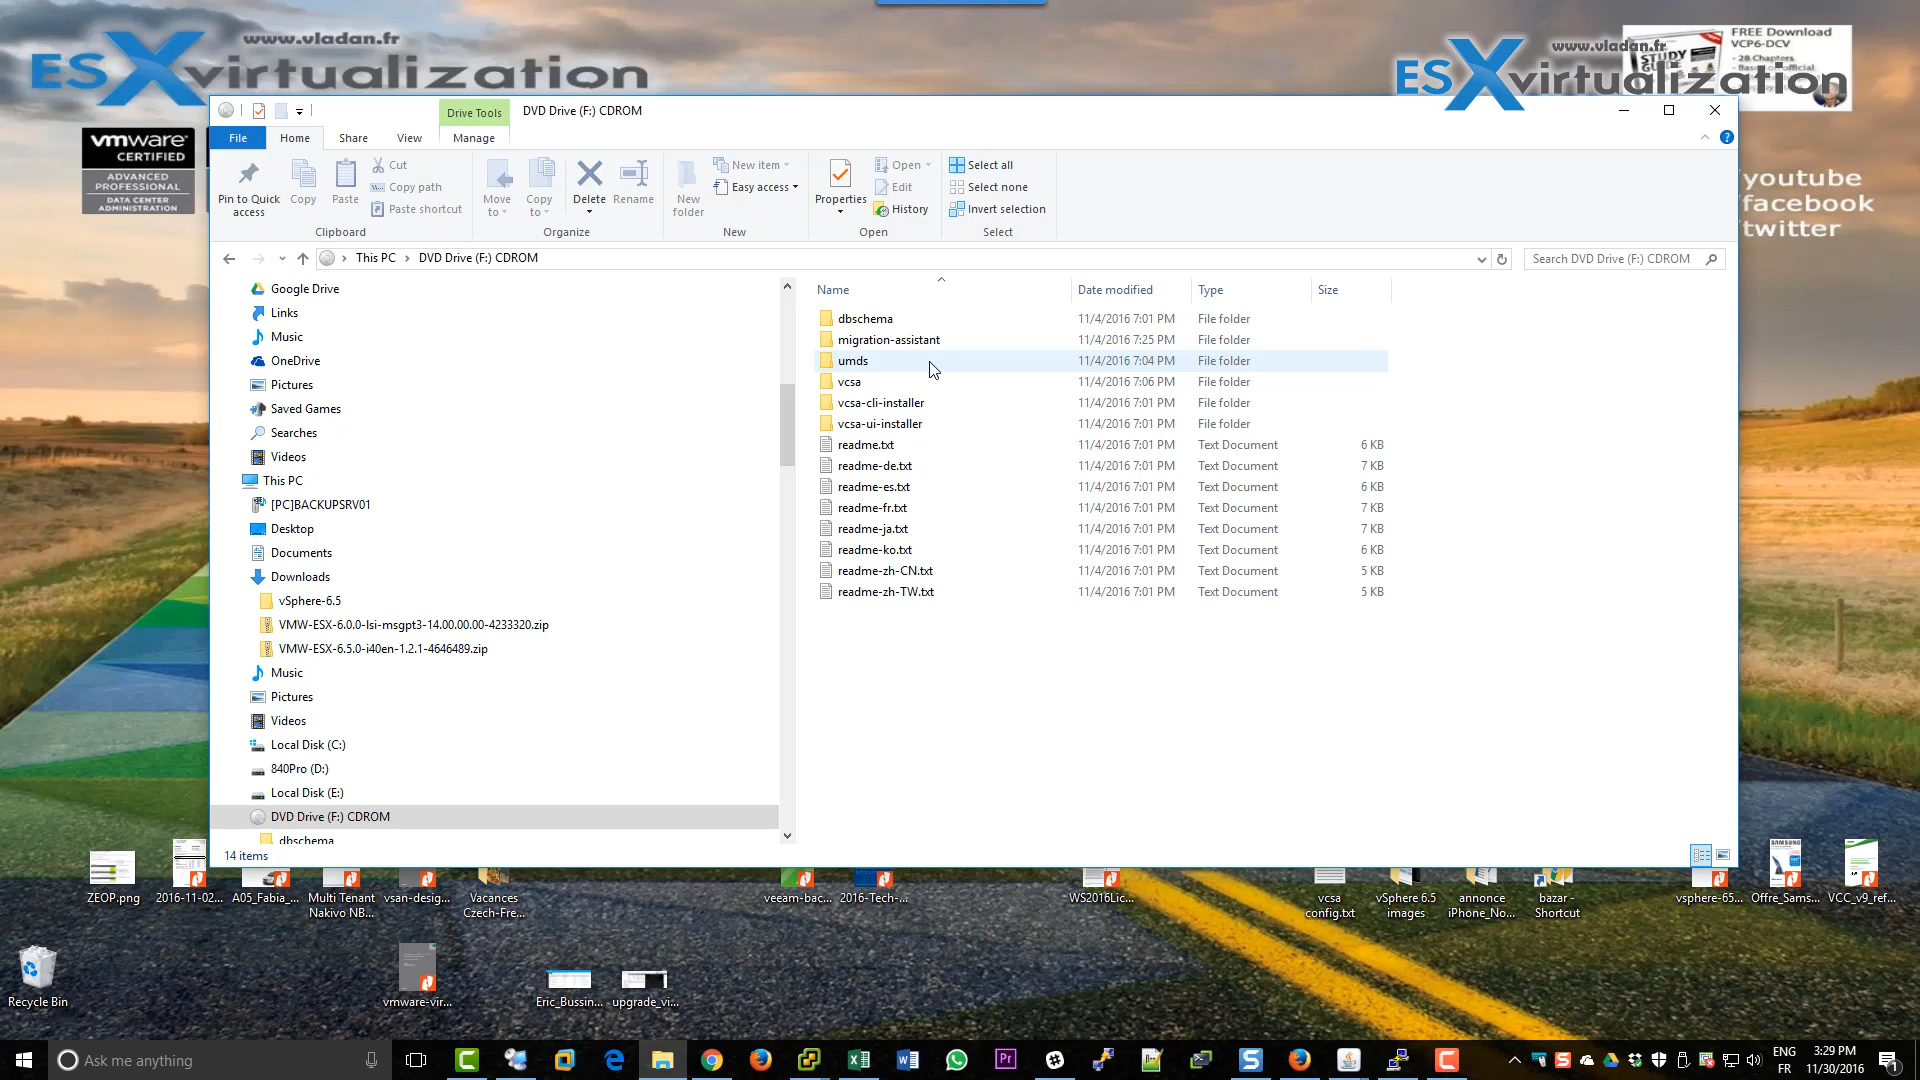 www.vladan.fr
ESXvirtualization
www.vladan.fr
ESXvirtualization
FREE Download
VCP6-DCV
STUDY
vmware®
CERTIFIED
ADVANCED
PROFESSIONAL
DATA CENTER
ADMINISTRATION
/youtube
/facebook
/twitter
Drive Tools
DVD Drive (F:) CDROM
File
Home
Share
View
Manage
Pin to Quick
access
Copy
Paste
Cut
Copy path
Paste shortcut
Clipboard
Move
to
Copy
to
Delete
Rename
Organize
New
folder
New item
Easy access
New
Properties
Open
Edit
History
Open
Select all
Select none
Invert selection
Select
This PC
DVD Drive (F:) CDROM
Search DVD Drive (F:) CDROM
Google Drive
Links
Music
OneDrive
Pictures
Saved Games
Searches
Videos
This PC
[PC]BACKUPSRV01
Desktop
Documents
Downloads
vSphere-6.5
VMW-ESX-6.0.0-lsi-msgpt3-14.00.00.00-4233320.zip
VMW-ESX-6.5.0-i40en-1.2.1-4646489.zip
Music
Pictures
Videos
Local Disk (C:)
840Pro (D:)
Local Disk (E:)
DVD Drive (F:) CDROM
dbschema
Name Date modified Type Size
dbschema 11/4/2016 7:01 PM File folder
migration-assistant 11/4/2016 7:25 PM File folder
umds 11/4/2016 7:04 PM File folder
vcsa 11/4/2016 7:06 PM File folder
vcsa-cli-installer 11/4/2016 7:01 PM File folder
vcsa-ui-installer 11/4/2016 7:01 PM File folder
readme.txt 11/4/2016 7:01 PM Text Document 6 KB
readme-de.txt 11/4/2016 7:01 PM Text Document 7 KB
readme-es.txt 11/4/2016 7:01 PM Text Document 6 KB
readme-fr.txt 11/4/2016 7:01 PM Text Document 7 KB
readme-ja.txt 11/4/2016 7:01 PM Text Document 7 KB
readme-ko.txt 11/4/2016 7:01 PM Text Document 6 KB
readme-zh-CN.txt 11/4/2016 7:01 PM Text Document 5 KB
readme-zh-TW.txt 11/4/2016 7:01 PM Text Document 5 KB
14 items
ZEOP.png
2016-11-02...
A05_Fabia_...
Multi Tenant
Nakivo NB...
vsan-desig...
Vacances
Czech-Fre...
veeam-bac...
2016-Tech-...
WS2016Lic...
vcsa
config.txt
vSphere 6.5
images
annonce
iPhone_No...
bazar -
Shortcut
vsphere-65...
SAMSUNG
Offre_Sams...
VCC_v9_ref...
Recycle Bin
vmware-vir...
Eric_Bussin...
upgrade_vi...
Ask me anything
ENG
FR
3:29 PM
11/30/2016
1